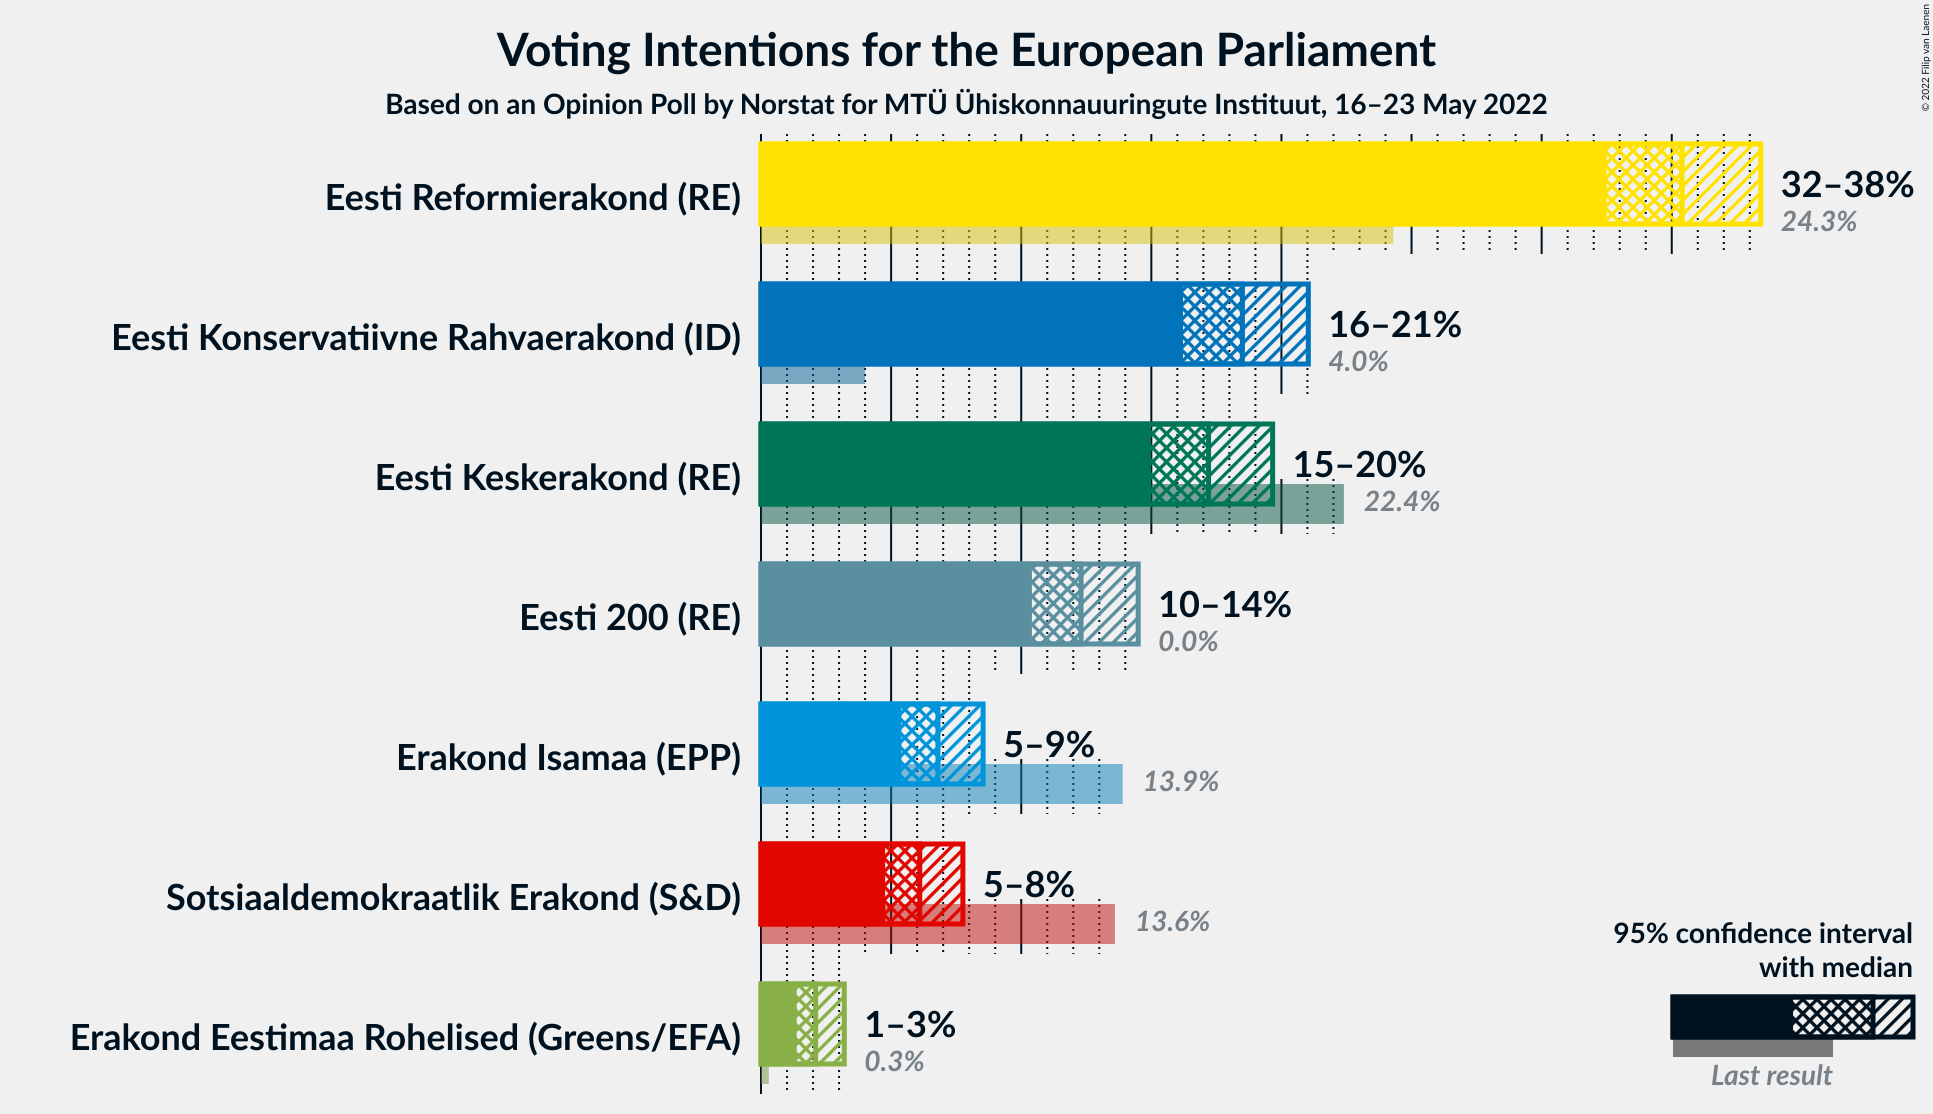 Voting Intentions for the European Parliament
Based on an Opinion Poll by Norstat for MTÜ Ühiskonnauuringute Instituut, 16–23 May 2022
© 2022 Filip van Laenen
Eesti Reformierakond (RE)
32–38%
24.3%
Eesti Konservatiivne Rahvaerakond (ID)
16–21%
4.0%
Eesti Keskerakond (RE)
15–20%
22.4%
Eesti 200 (RE)
10–14%
0.0%
Erakond Isamaa (EPP)
5–9%
13.9%
Sotsiaaldemokraatlik Erakond (S&D)
5–8%
13.6%
Erakond Eestimaa Rohelised (Greens/EFA)
1–3%
0.3%
95% confidence interval
with median
Last result